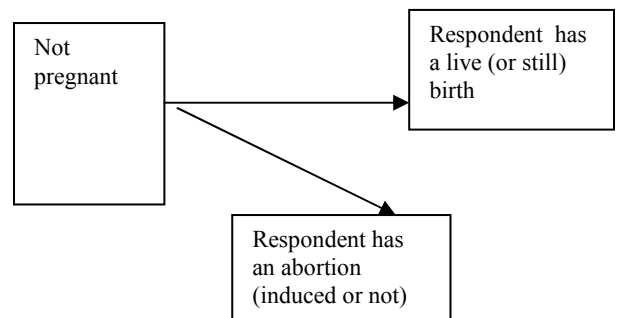 Not
pregnant
Respondent has
a live (or still)
birth
Respondent has
an abortion
(induced or not)